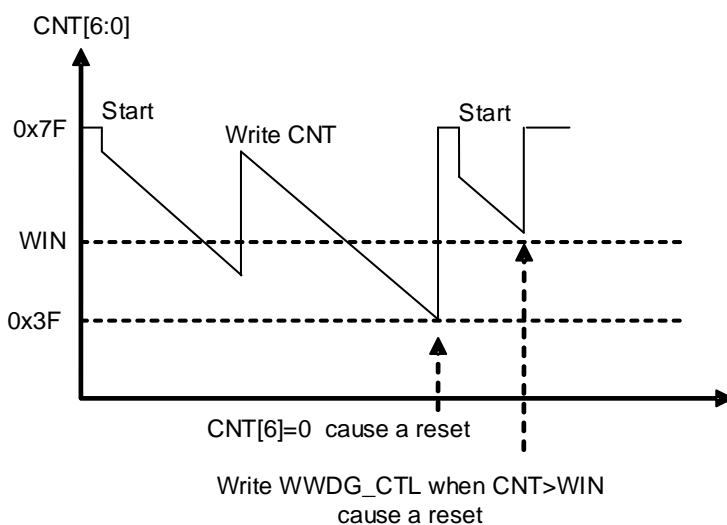 CNT[6:0]
Start
Start
0x7F
Write CNT
WIN
0x3F
CNT[6]=0 cause a reset
Write WWDG_CTL when CNT>WIN
cause a reset